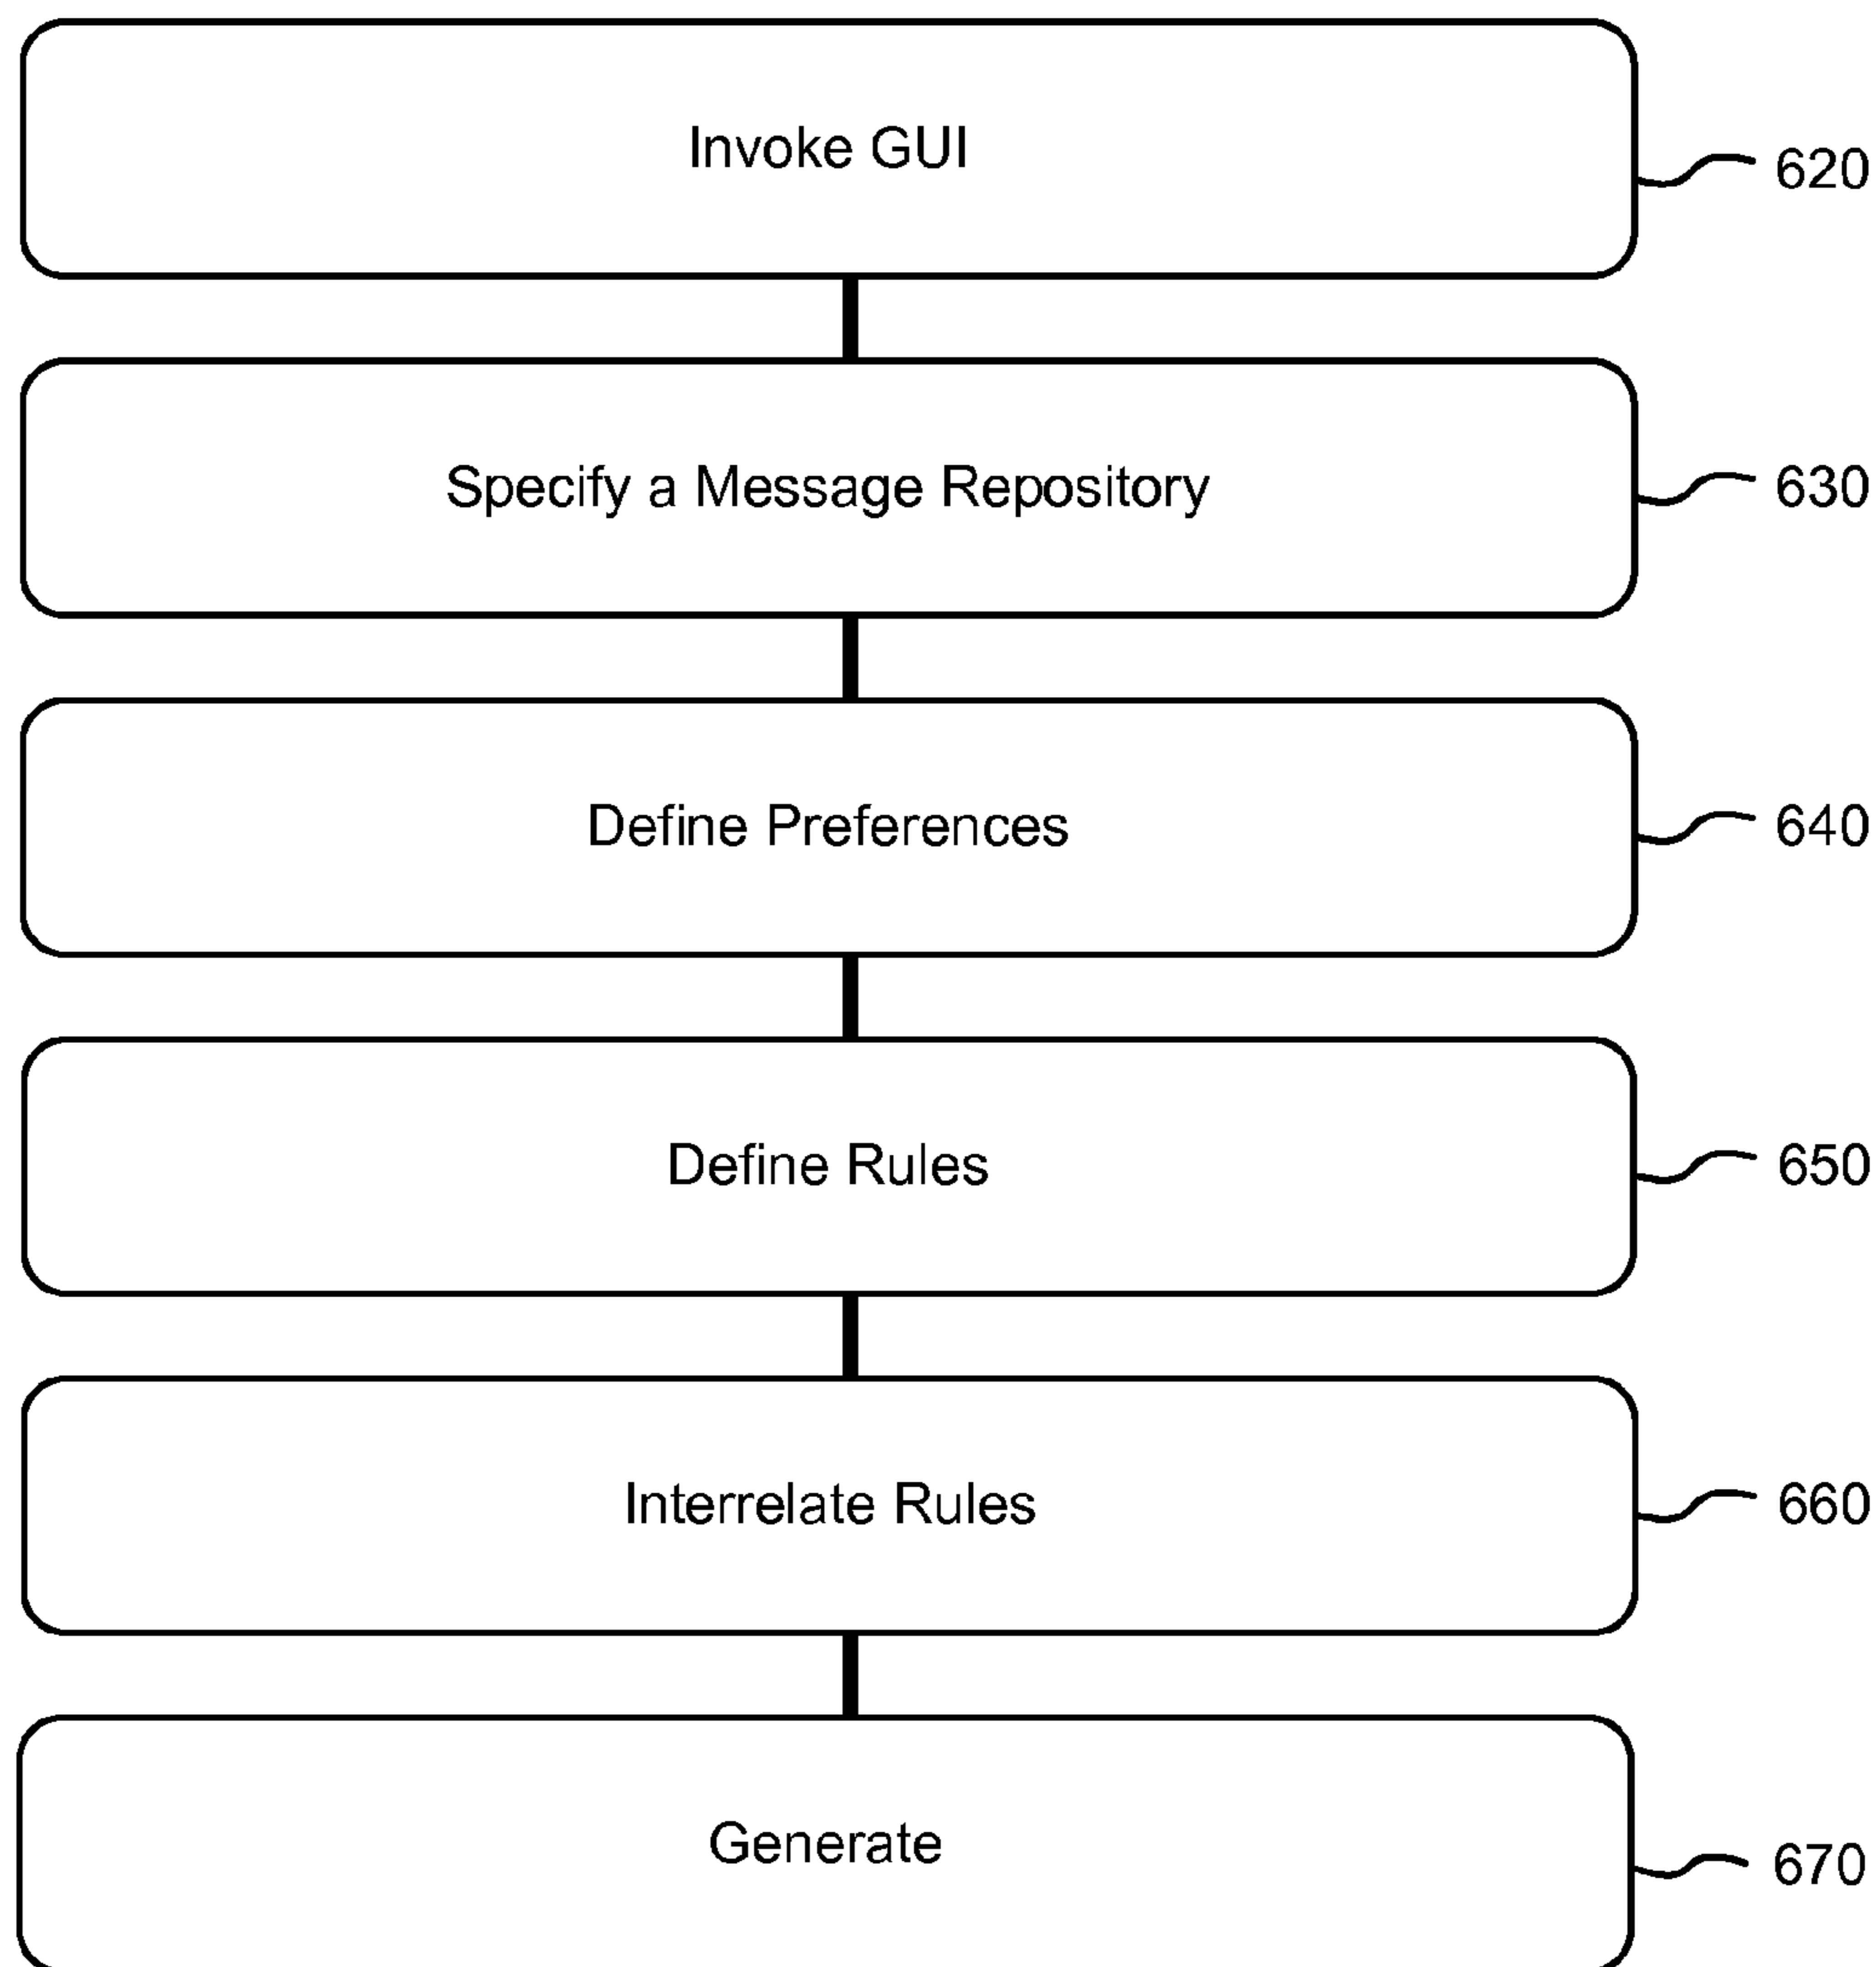 Invoke GUI
620
Specify a Message Repository
630
Define Preferences
640
Define Rules
650
Interrelate Rules
660
Generate
670